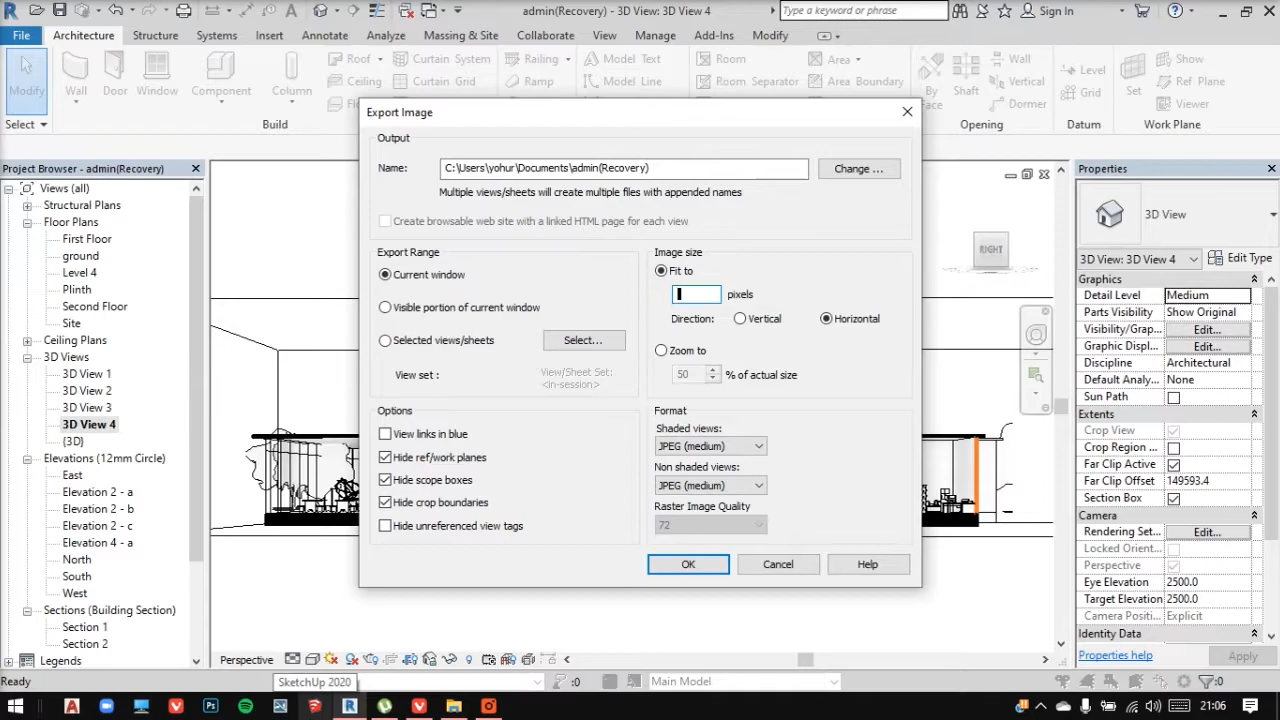 admin(Recovery) - 3D View: 3D View 4
Type a keyword or phrase
Sign In
File
Architecture
Structure
Systems
Insert
Annotate
Analyze
Massing & Site
Collaborate
View
Manage
Add-Ins
Modify
Modify
Wall
Door
Window
Component
Column
Roof
Ceiling
Curtain System
Curtain Grid
Railing
Ramp
Model Text
Model Line
Room
Room Separator
Area
Area Boundary
By
Face
Shaft
Wall
Vertical
Dormer
Level
Grid
Set
Show
Ref Plane
Viewer
Select
Build
Opening
Datum
Work Plane
Project Browser - admin(Recovery)
Views (all)
Structural Plans
Floor Plans
First Floor
ground
Level 4
Plinth
Second Floor
Site
Ceiling Plans
3D Views
3D View 1
3D View 2
3D View 3
3D View 4
{3D}
Elevations (12mm Circle)
East
Elevation 2 - a
Elevation 2 - b
Elevation 2 - c
Elevation 4 - a
North
South
West
Sections (Building Section)
Section 1
Section 2
Legends
Export Image
Output
Name:
C:\Users\yohur\Documents\admin(Recovery)
Change ...
Multiple views/sheets will create multiple files with appended names
Create browsable web site with a linked HTML page for each view
Export Range
Current window
Visible portion of current window
Selected views/sheets
Select...
View set :
View/Sheet Set:
<in-session>
Image size
Fit to
pixels
Direction:
Vertical
Horizontal
Zoom to
50
% of actual size
Options
View links in blue
Hide ref/work planes
Hide scope boxes
Hide crop boundaries
Hide unreferenced view tags
Format
Shaded views:
JPEG (medium)
Non shaded views:
JPEG (medium)
Raster Image Quality
72
OK
Cancel
Help
RIGHT
Properties
3D View
3D View: 3D View 4
Edit Type
Graphics
Detail Level Medium
Parts Visibility Show Original
Visibility/Grap... Edit...
Graphic Displ... Edit...
Discipline Architectural
Default Analy... None
Sun Path
Extents
Crop View
Crop Region ...
Far Clip Active
Far Clip Offset 149593.4
Section Box
Camera
Rendering Set... Edit...
Locked Orient...
Perspective
Eye Elevation 2500.0
Target Elevation 2500.0
Camera Positi... Explicit
Identity Data
Properties help
Apply
Perspective
Ready
SketchUp 2020
:0
Main Model
:0
21:06